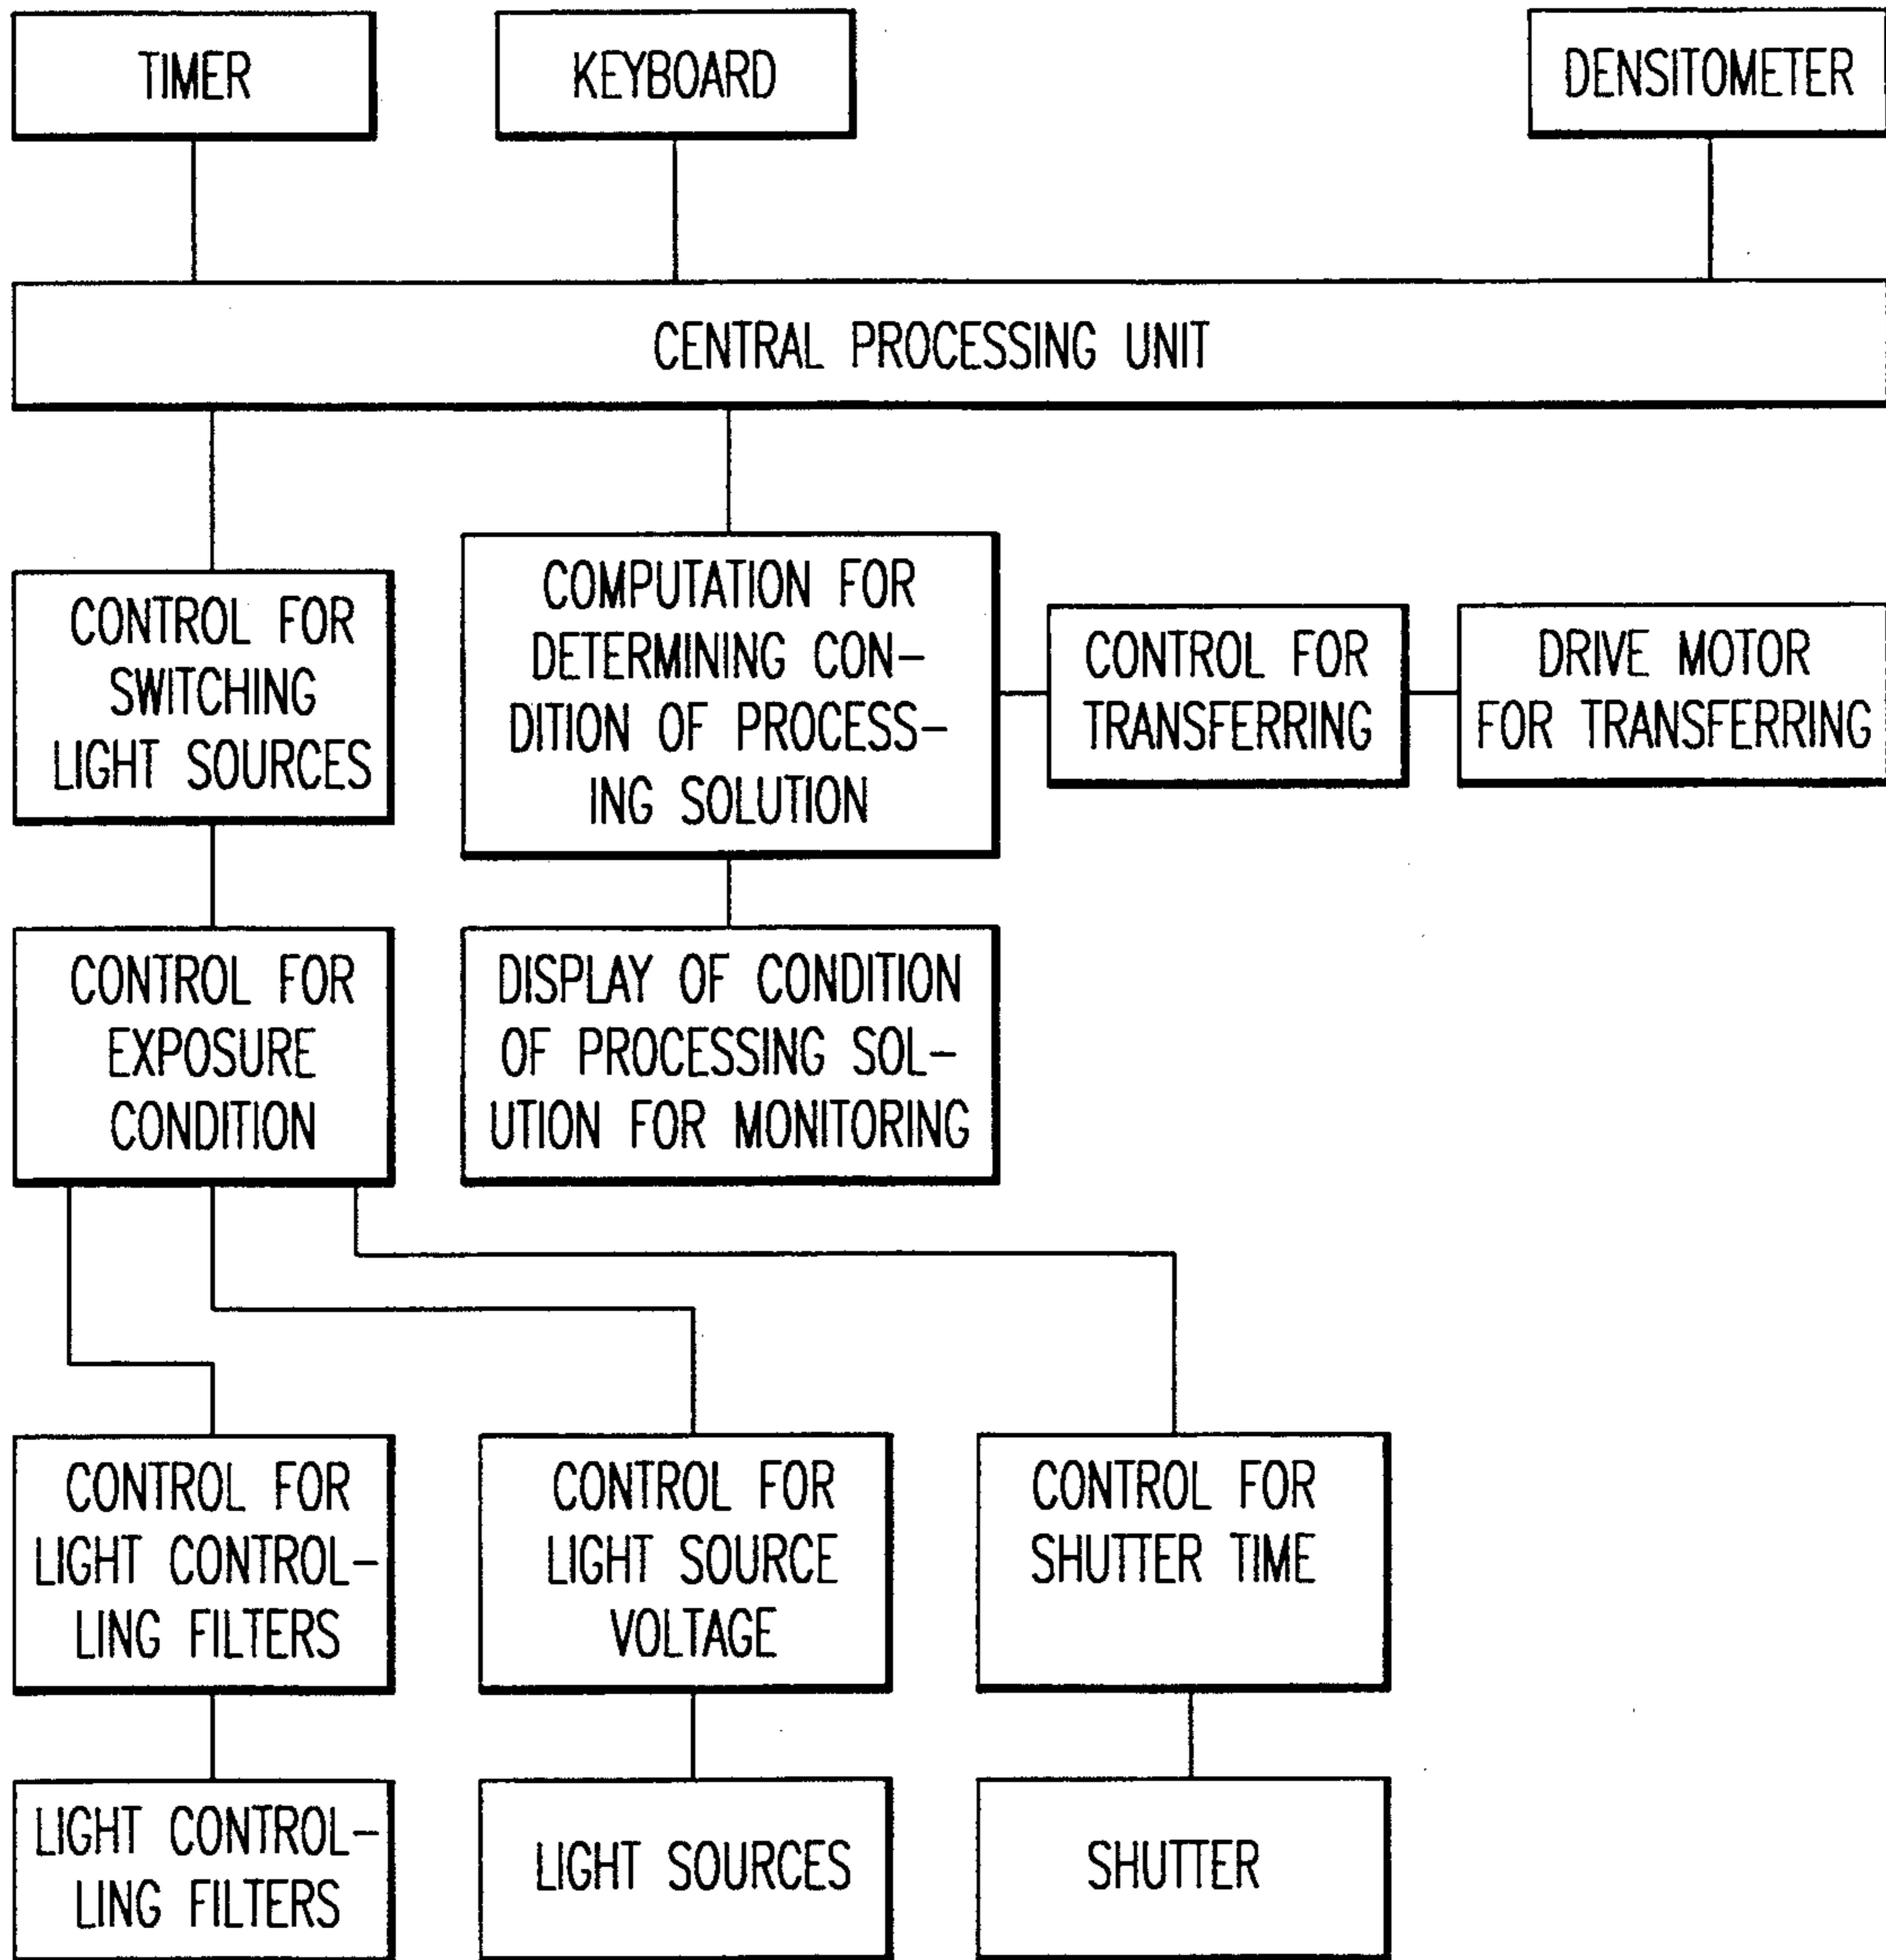 TIMER
KEYBOARD
DENSITOMETER
CENTRAL PROCESSING UNIT
CONTROL FOR
SWITCHING
LIGHT SOURCES
COMPUTATION FOR
DETERMINING CON-
DITION OF PROCESS-
ING SOLUTION
CONTROL FOR
TRANSFERRING
DRIVE MOTOR
FOR TRANSFERRING
CONTROL FOR
EXPOSURE
CONDITION
DISPLAY OF CONDITION
OF PROCESSING SOL-
UTION FOR MONITORING
CONTROL FOR
LIGHT CONTROL-
LING FILTERS
CONTROL FOR
LIGHT SOURCE
VOLTAGE
CONTROL FOR
SHUTTER TIME
LIGHT CONTROL-
LING FILTERS
LIGHT SOURCES
SHUTTER